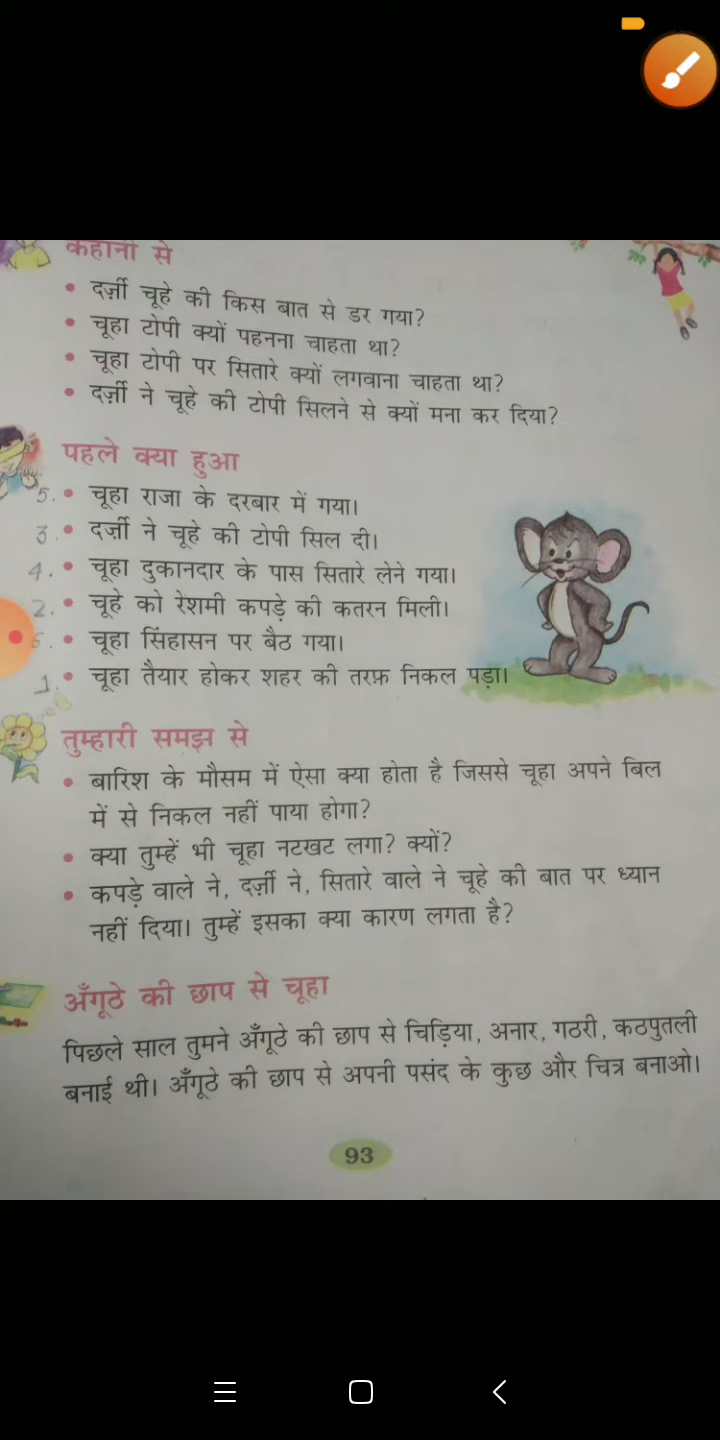 कहानी से
• दर्ज़ी चूहे की किस बात से डर गया?
• चूहा टोपी क्यों पहनना चाहता था?
• चूहा टोपी पर सितारे क्यों लगवाना चाहता था?
• दर्ज़ी ने चूहे की टोपी सिलने से क्यों मना कर दिया?
पहले क्या हुआ
5. • चूहा राजा के दरबार में गया।
3. • दर्ज़ी ने चूहे की टोपी सिल दी।
4. • चूहा दुकानदार के पास सितारे लेने गया।
2. • चूहे को रेशमी कपड़े की कतरन मिली।
6. • चूहा सिंहासन पर बैठ गया।
1. • चूहा तैयार होकर शहर की तरफ़ निकल पड़ा।
तुम्हारी समझ से
• बारिश के मौसम में ऐसा क्या होता है जिससे चूहा अपने बिल
में से निकल नहीं पाया होगा?
• क्या तुम्हें भी चूहा नटखट लगा? क्यों?
• कपड़े वाले ने, दर्ज़ी ने, सितारे वाले ने चूहे की बात पर ध्यान
नहीं दिया। तुम्हें इसका क्या कारण लगता है?
अँगूठे की छाप से चूहा
पिछले साल तुमने अँगूठे की छाप से चिड़िया, अनार, गठरी, कठपुतली
बनाई थी। अँगूठे की छाप से अपनी पसंद के कुछ और चित्र बनाओ।
93